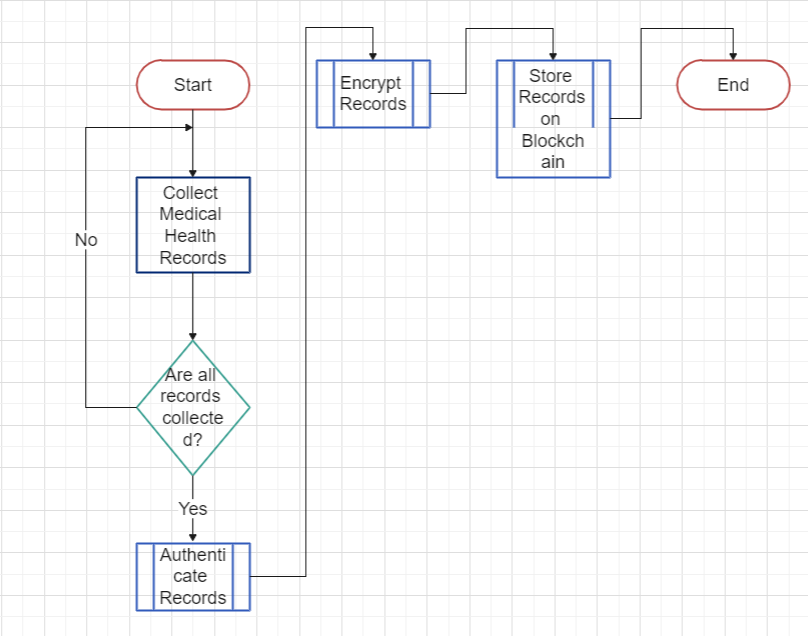 Start
Collect
Medical
Health
Records
No
Are all
records
collecte
d?
Yes
Authenti
cate
Records
Encrypt
Records
Store
Records
on
Blockch
ain
End